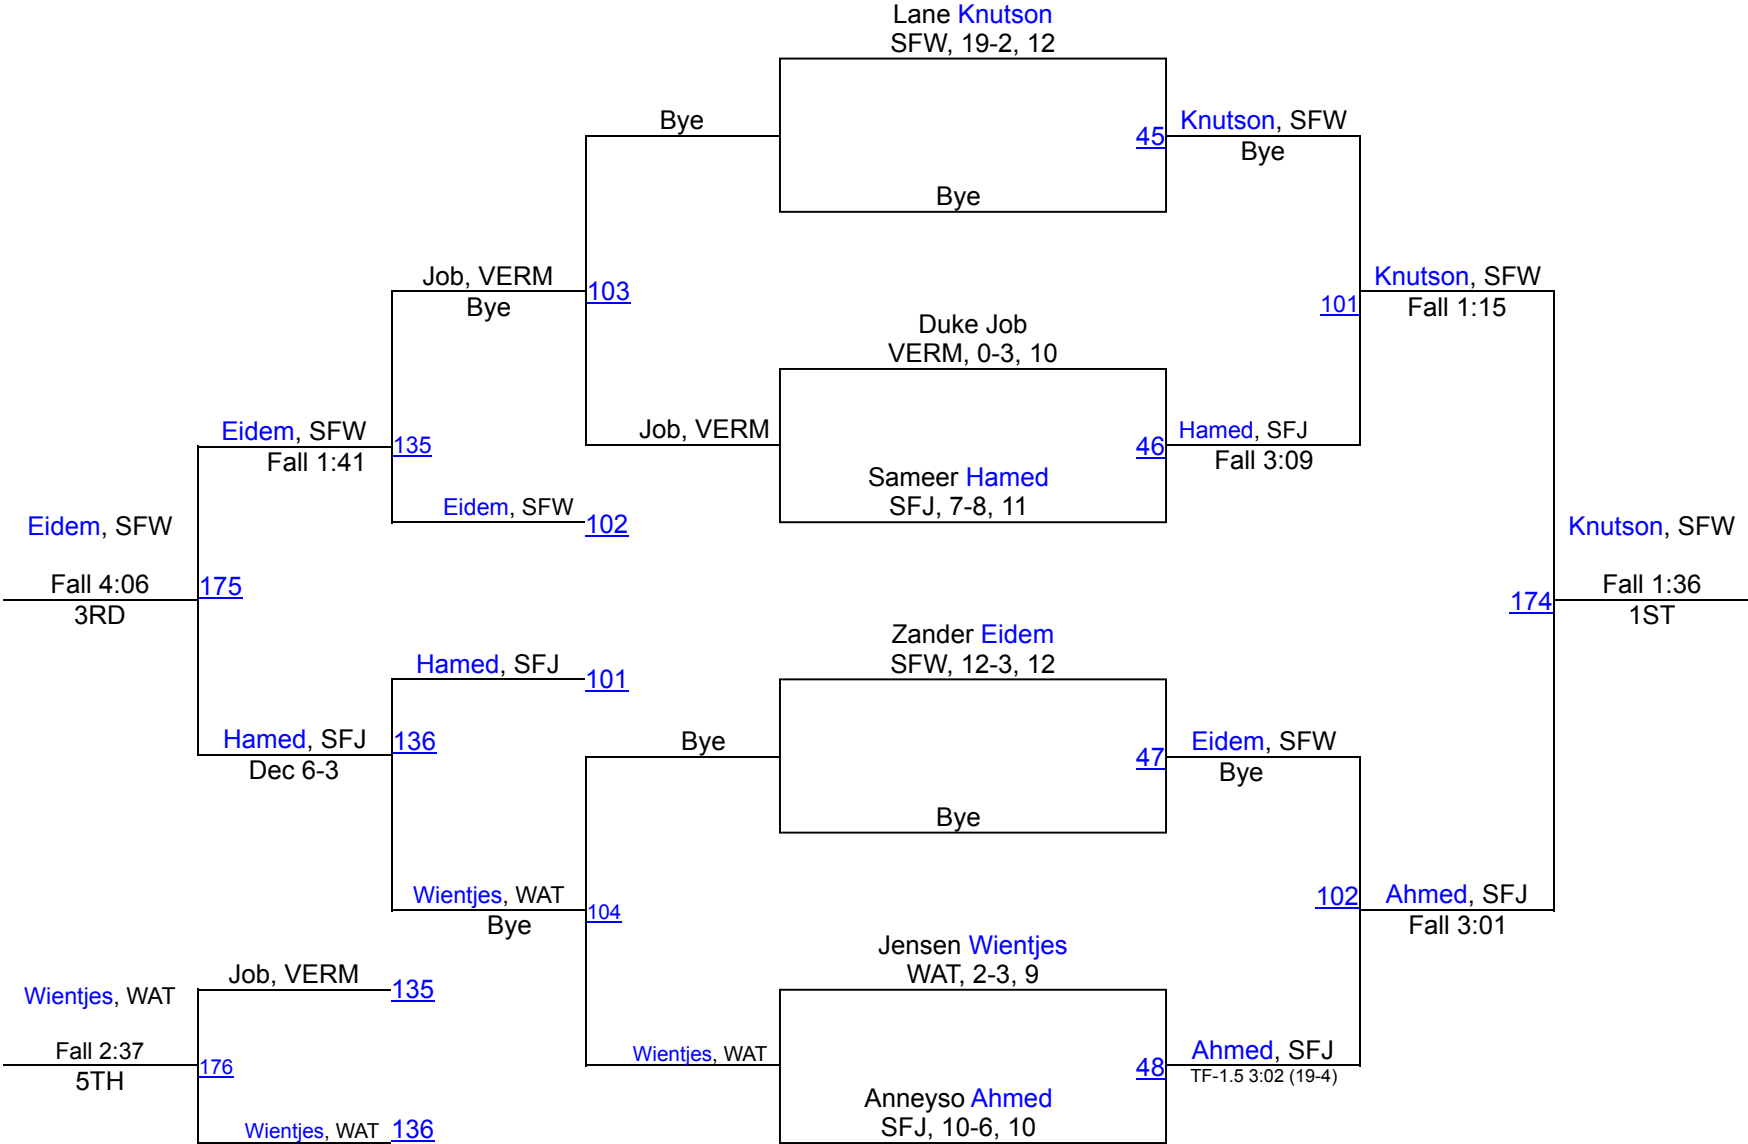 Lane Knutson
SFW, 19-2, 12
Bye
45
Knutson, SFW
Bye
Bye
Job, VERM
Bye
103
Knutson, SFW
Fall 1:15
101
Duke Job
VERM, 0-3, 10
Eidem, SFW
Fall 1:41
135
Job, VERM
46
Hamed, SFJ
Fall 3:09
Sameer Hamed
SFJ, 7-8, 11
Eidem, SFW
102
Eidem, SFW
Fall 4:06
3RD
175
Knutson, SFW
Fall 1:36
1ST
174
Zander Eidem
SFW, 12-3, 12
Hamed, SFJ
101
Hamed, SFJ
Dec 6-3
136
Bye
47
Eidem, SFW
Bye
Bye
Wientjes, WAT
Bye
104
102
Ahmed, SFJ
Fall 3:01
Jensen Wientjes
WAT, 2-3, 9
Job, VERM
135
Wientjes, WAT
Fall 2:37
5TH
176
Wientjes, WAT
48
Ahmed, SFJ
TF-1.5 3:02 (19-4)
Anneyso Ahmed
SFJ, 10-6, 10
Wientjes, WAT
136